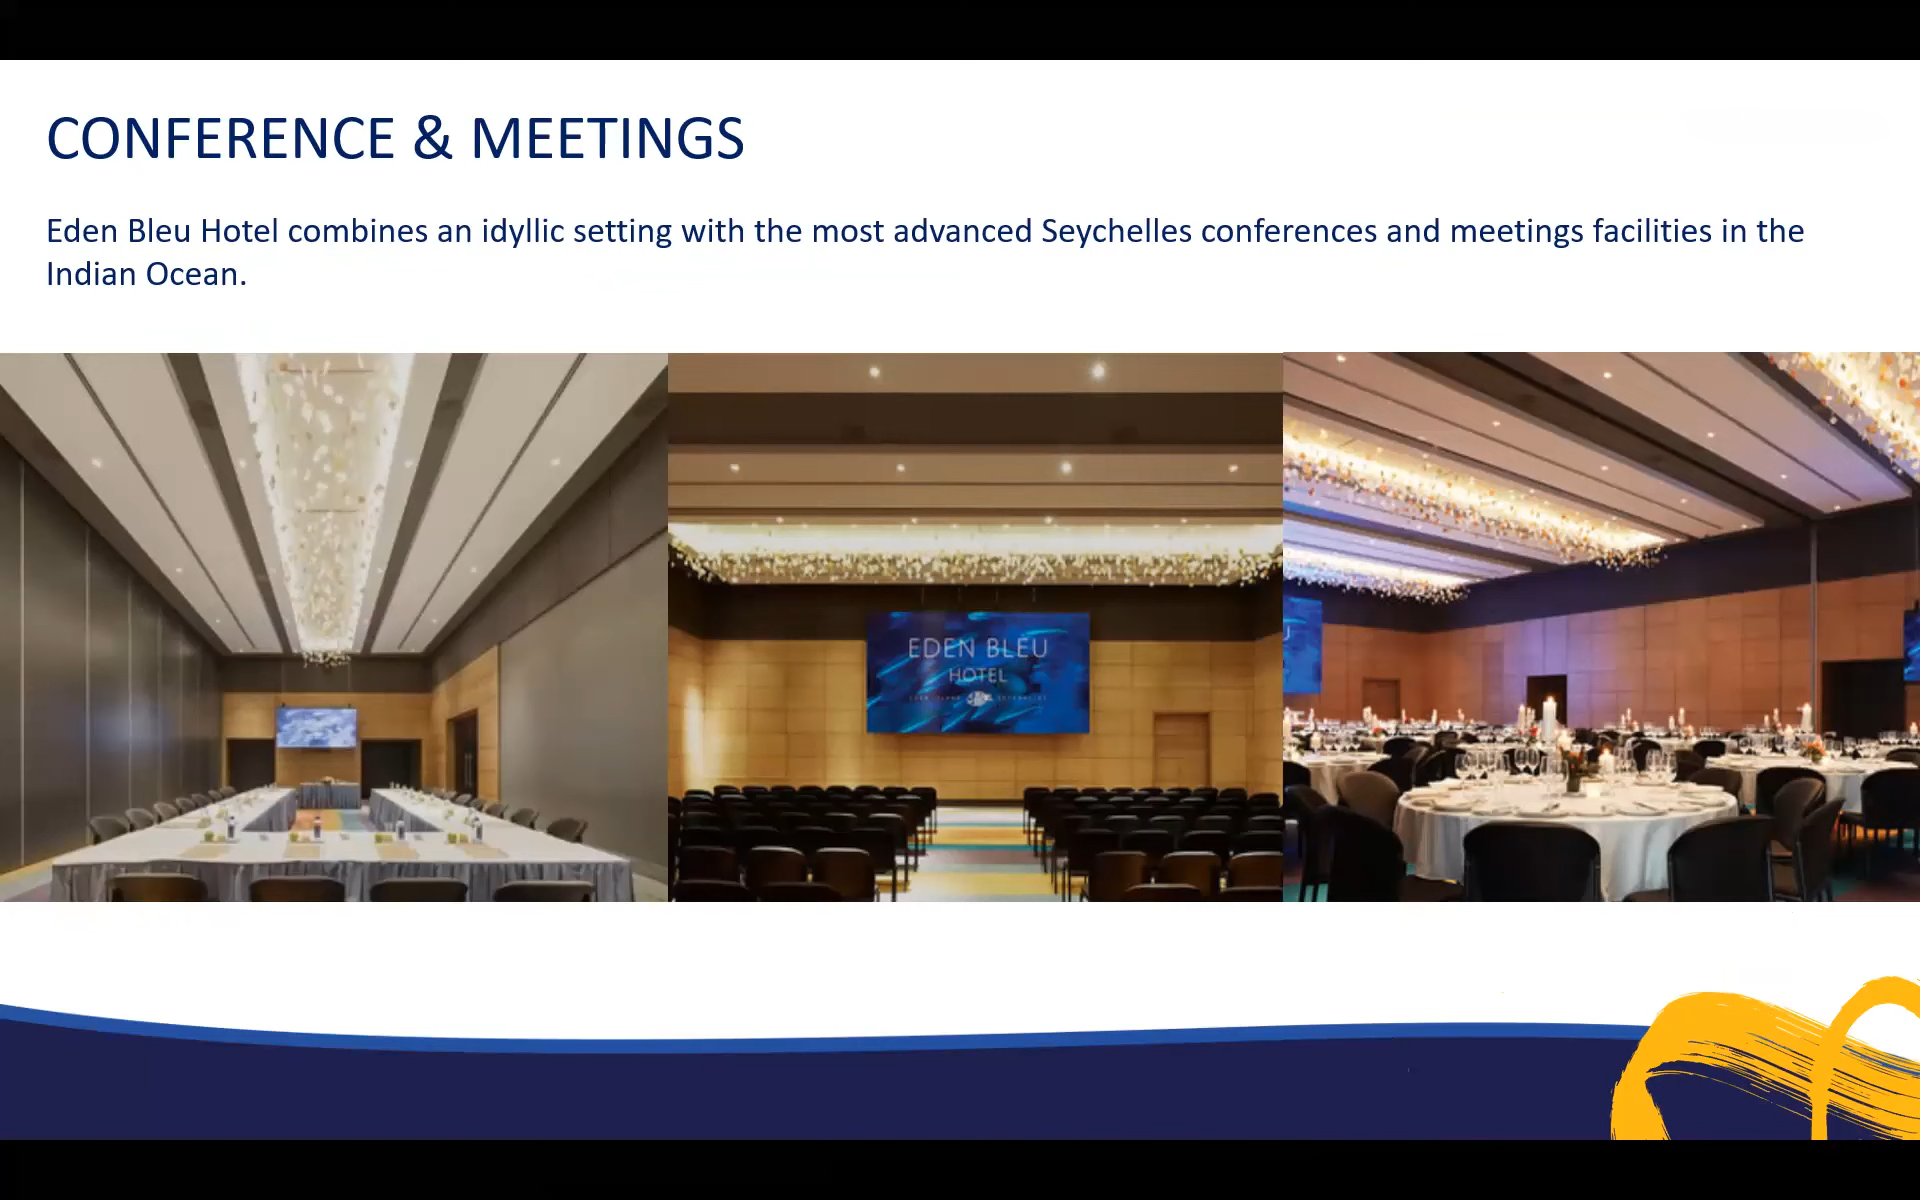 CONFERENCE & MEETINGS
Eden Bleu Hotel combines an idyllic setting with the most advanced Seychelles conferences and meetings facilities in the
Indian Ocean.
EDEN BLEU
HOTEL